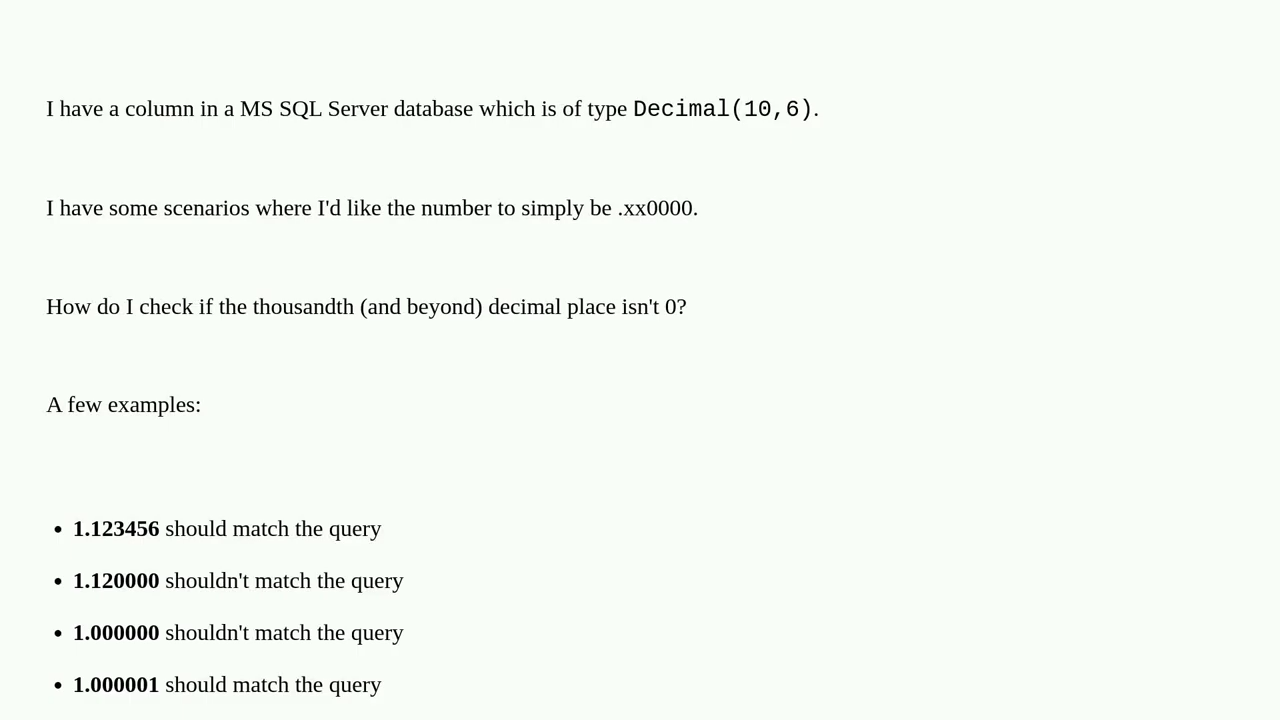 I have a column in a MS SQL Server database which is of type Decimal(10,6).
I have some scenarios where I'd like the number to simply be .xx0000.
How do I check if the thousandth (and beyond) decimal place isn't 0?
A few examples:
• 1.123456 should match the query
• 1.120000 shouldn't match the query
• 1.000000 shouldn't match the query
• 1.000001 should match the query